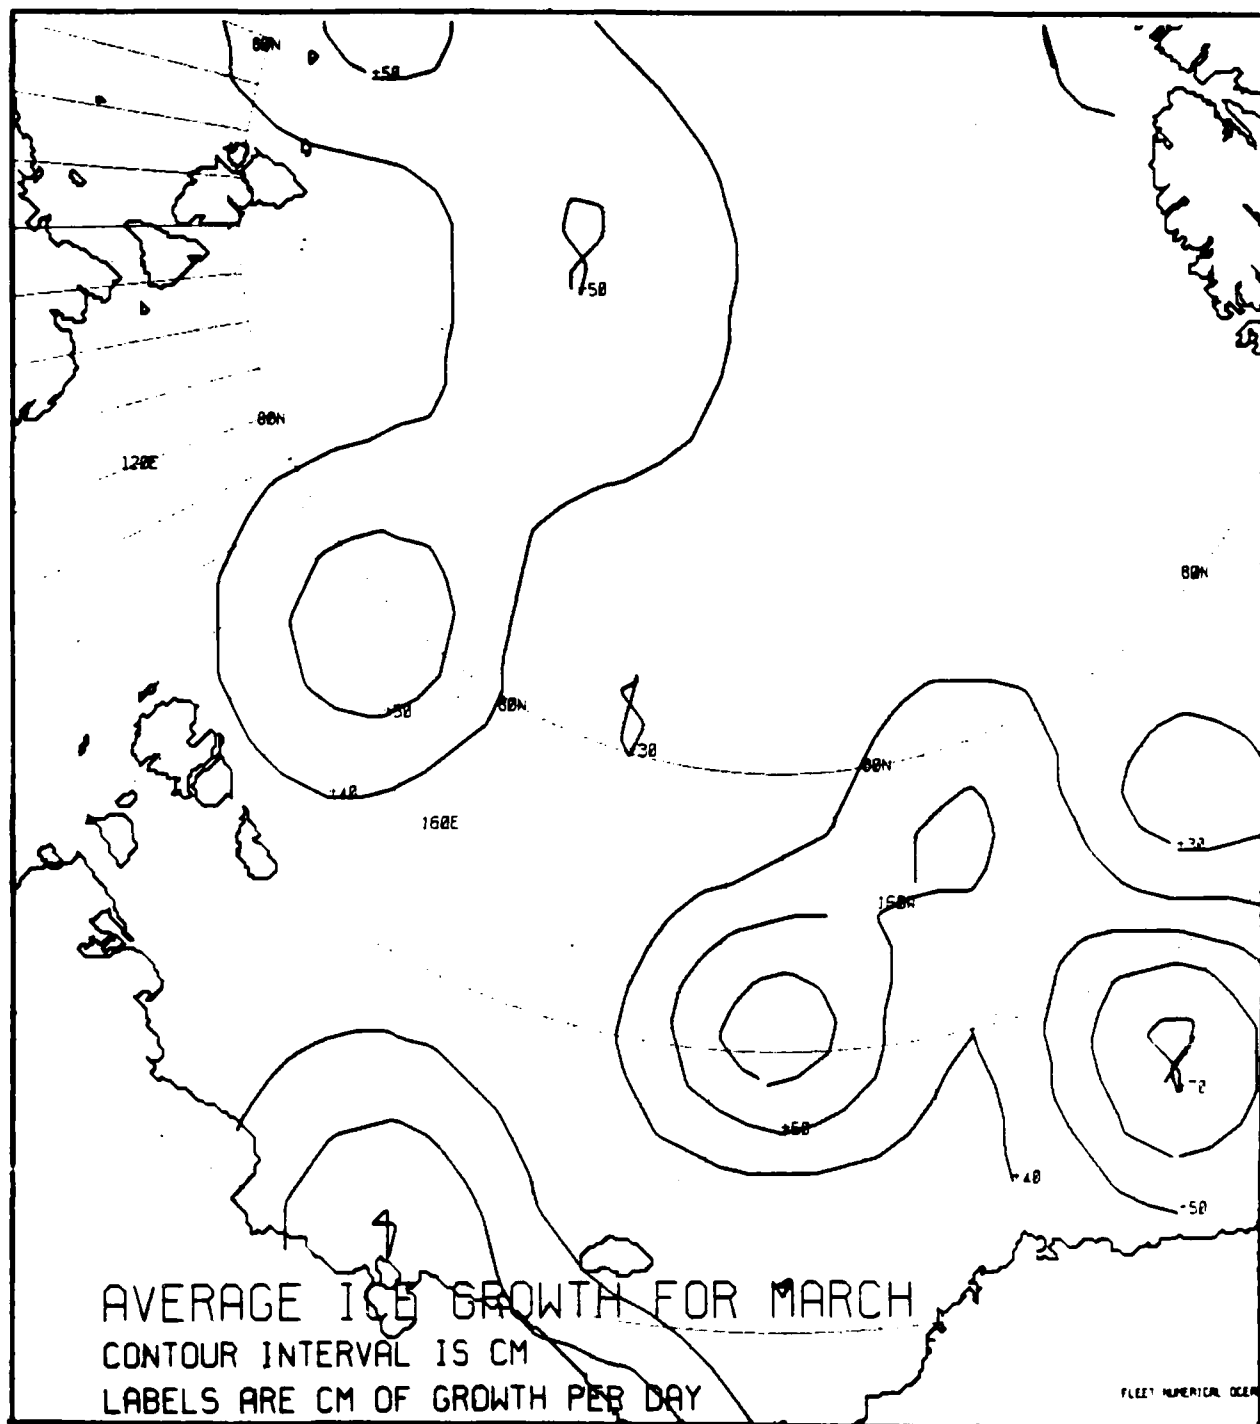 80N
+50
-50
80N
120E
80N
+50
80N
+30
80N
+40
160E
+30
150W
+50
+40
-50
AVERAGE ICE GROWTH FOR MARCH
CONTOUR INTERVAL IS CM
LABELS ARE CM OF GROWTH PER DAY
FLEET NUMERICAL